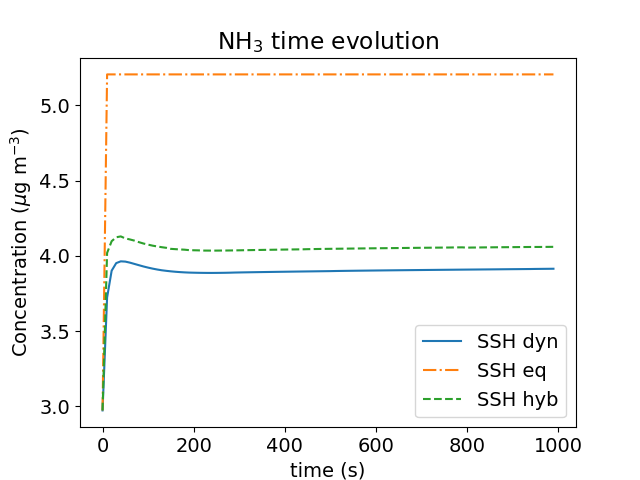 NH₃ time evolution
Concentration (μg m⁻³)
5.0
4.5
4.0
3.5
3.0
SSH dyn
SSH eq
SSH hyb
0 200 400 600 800 1000
time (s)